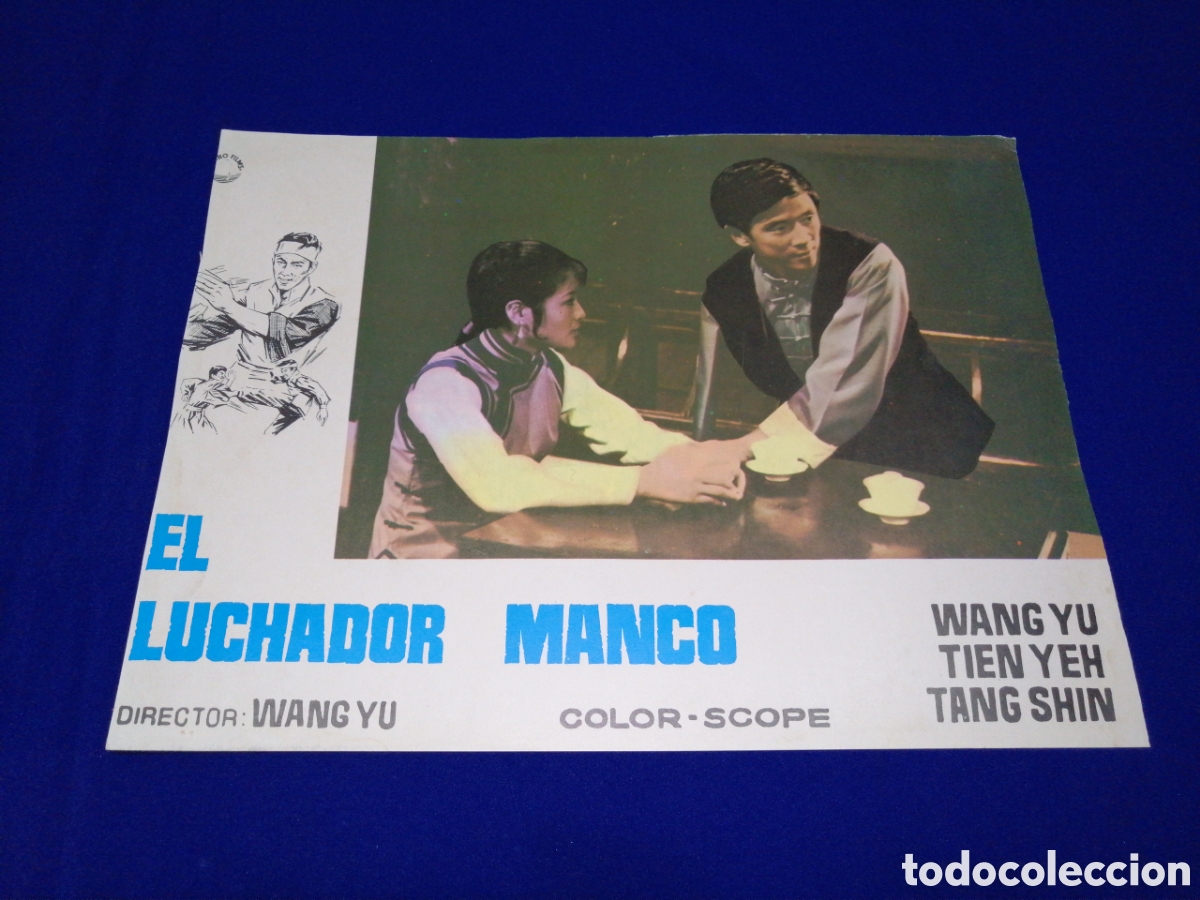 EL
LUCHADOR MANCO
DIRECTOR: WANG YU
COLOR-SCOPE
WANG YU
TIEN YEH
TANG SHIN
todocoleccion